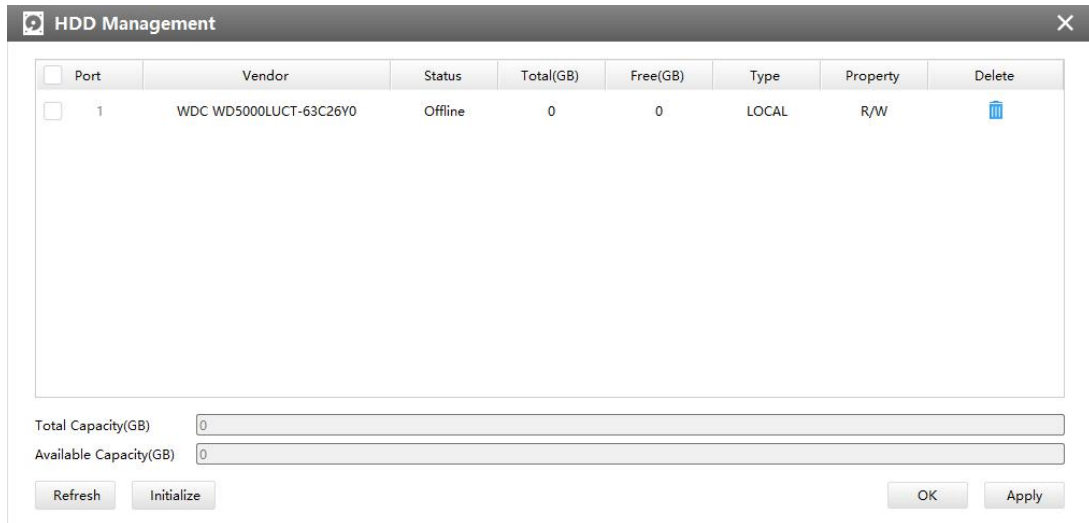 HDD Management
Port Vendor Status Total(GB) Free(GB) Type Property Delete
1 WDC WD5000LUCT-63C26Y0 Offline 0 0 LOCAL R/W
Total Capacity(GB) 0
Available Capacity(GB) 0
Refresh Initialize OK Apply